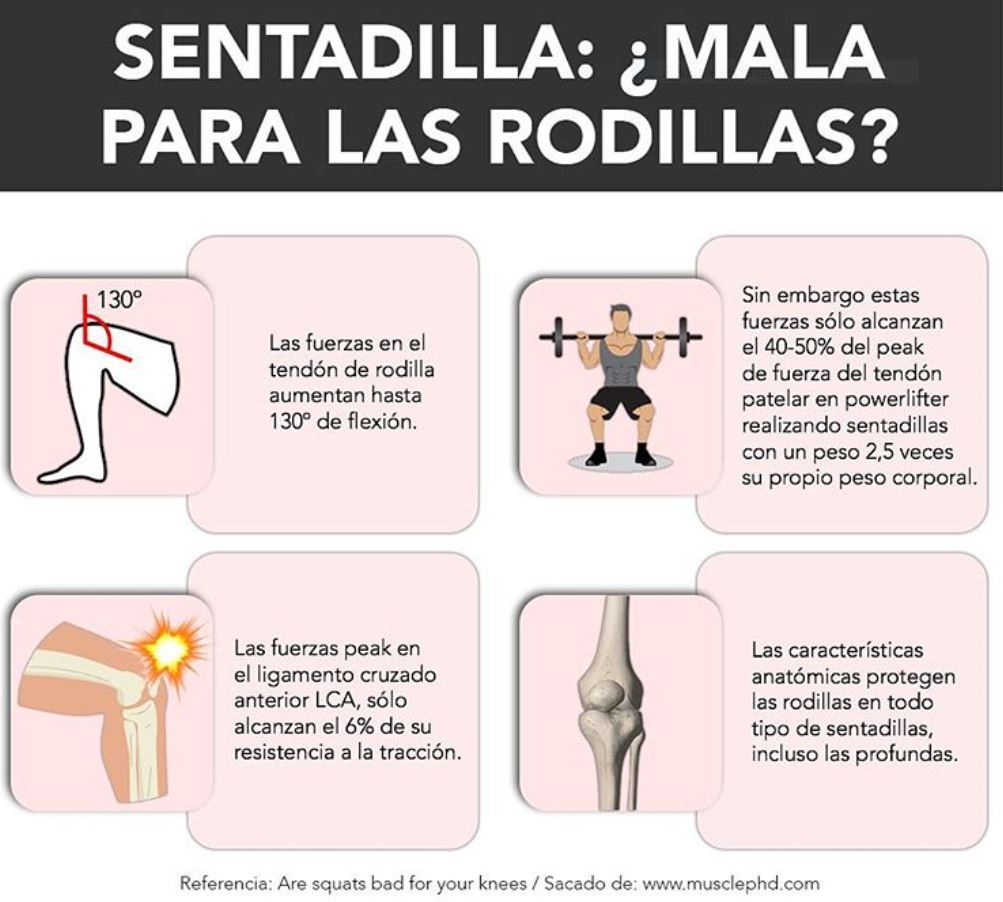 SENTADILLA: ¿MALA
PARA LAS RODILLAS?
130º
Las fuerzas en el
tendón de rodilla
aumentan hasta
130º de flexión.
Sin embargo estas
fuerzas sólo alcanzan
el 40-50% del peak
de fuerza del tendón
patelar en powerlifter
realizando sentadillas
con un peso 2,5 veces
su propio peso corporal.
Las fuerzas peak en
el ligamento cruzado
anterior LCA, sólo
alcanzan el 6% de su
resistencia a la tracción.
Las características
anatómicas protegen
las rodillas en todo
tipo de sentadillas,
incluso las profundas.
Referencia: Are squats bad for your knees / Sacado de: www.musclephd.com